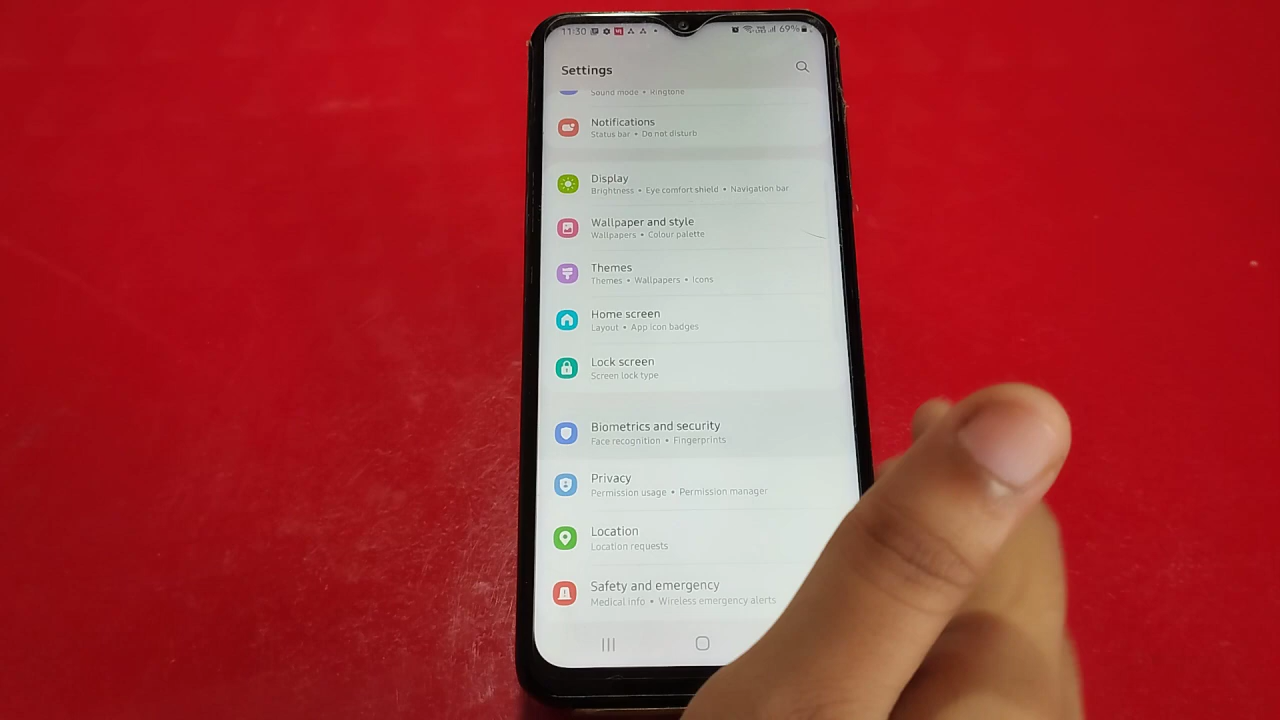 11:30 69%
Settings
Sound mode • Ringtone
Notifications
Status bar • Do not disturb
Display
Brightness • Eye comfort shield • Navigation bar
Wallpaper and style
Wallpapers • Colour palette
Themes
Themes • Wallpapers • Icons
Home screen
Layout • App icon badges
Lock screen
Screen lock type
Biometrics and security
Face recognition • Fingerprints
Privacy
Permission usage • Permission manager
Location
Location requests
Safety and emergency
Medical info • Wireless emergency alerts